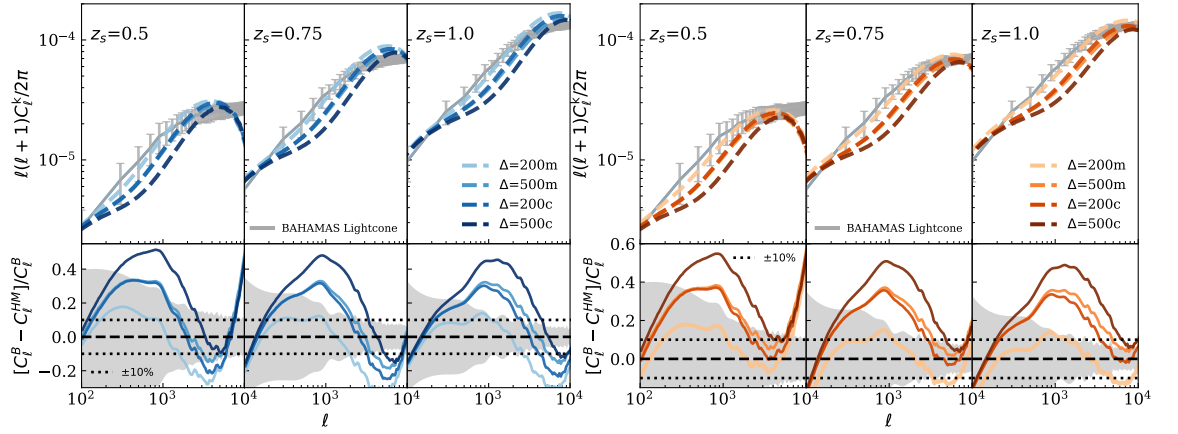 z_s=0.5
z_s=0.75
z_s=1.0
10^{-4}
10^{-5}
ℓ(ℓ + 1)C_ℓ^k/2π
Δ=200m
Δ=500m
Δ=200c
Δ=500c
BAHAMAS Lightcone
0.4
0.2
0.0
−0.2
[C_ℓ^B − C_ℓ^{HM}]/C_ℓ^B
±10%
10^2
10^3
10^4
10^3
10^4
10^3
10^4
ℓ
z_s=0.5
z_s=0.75
z_s=1.0
10^{-4}
10^{-5}
ℓ(ℓ + 1)C_ℓ^k/2π
Δ=200m
Δ=500m
Δ=200c
Δ=500c
BAHAMAS Lightcone
0.6
0.4
0.2
0.0
[C_ℓ^B − C_ℓ^{HM}]/C_ℓ^B
±10%
10^2
10^3
10^4
10^3
10^4
10^3
10^4
ℓ